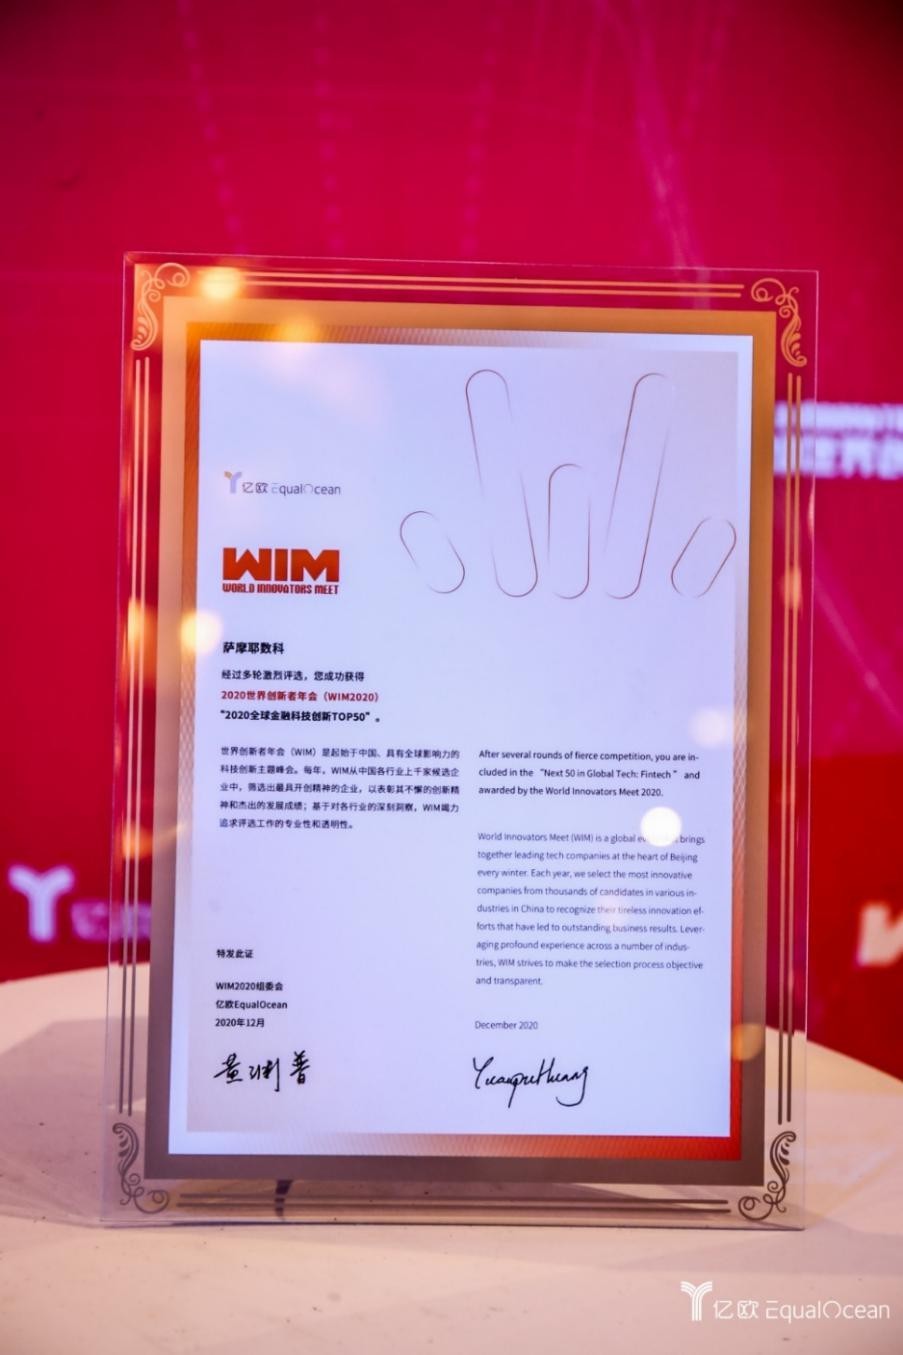 亿欧 EqualOcean
WIM
WORLD INNOVATORS MEET
萨摩耶数科
经过多轮激烈评选，您成功获得
2020世界创新者年会（WIM2020）
“2020全球金融科技创新TOP50”。
世界创新者年会（WIM）是起始于中国、具有全球影响力的
科技创新主题峰会。每年，WIM从中国各行业上千家候选企
业中，筛选出最具开创精神的企业，以表彰其不懈的创新精
神和杰出的发展成绩；基于对各行业的深刻洞察，WIM竭力
追求评选工作的专业性和透明性。
特发此证
WIM2020组委会
亿欧EqualOcean
2020年12月
黄渊普
After several rounds of fierce competition, you are in-
cluded in the “Next 50 in Global Tech: Fintech” and
awarded by the World Innovators Meet 2020.
World Innovators Meet (WIM) is a global brings
together leading tech companies at the heart of Beijing
every winter. Each year, we select the most innovative
companies from thousands of candidates in various in-
dustries in China to recognize their tireless innovation ef-
forts that have led to outstanding business results. Lever-
aging profound experience across a number of indus-
tries, WIM strives to make the selection process objective
and transparent.
December 2020
Yuanpu Huang
亿欧 EqualOcean